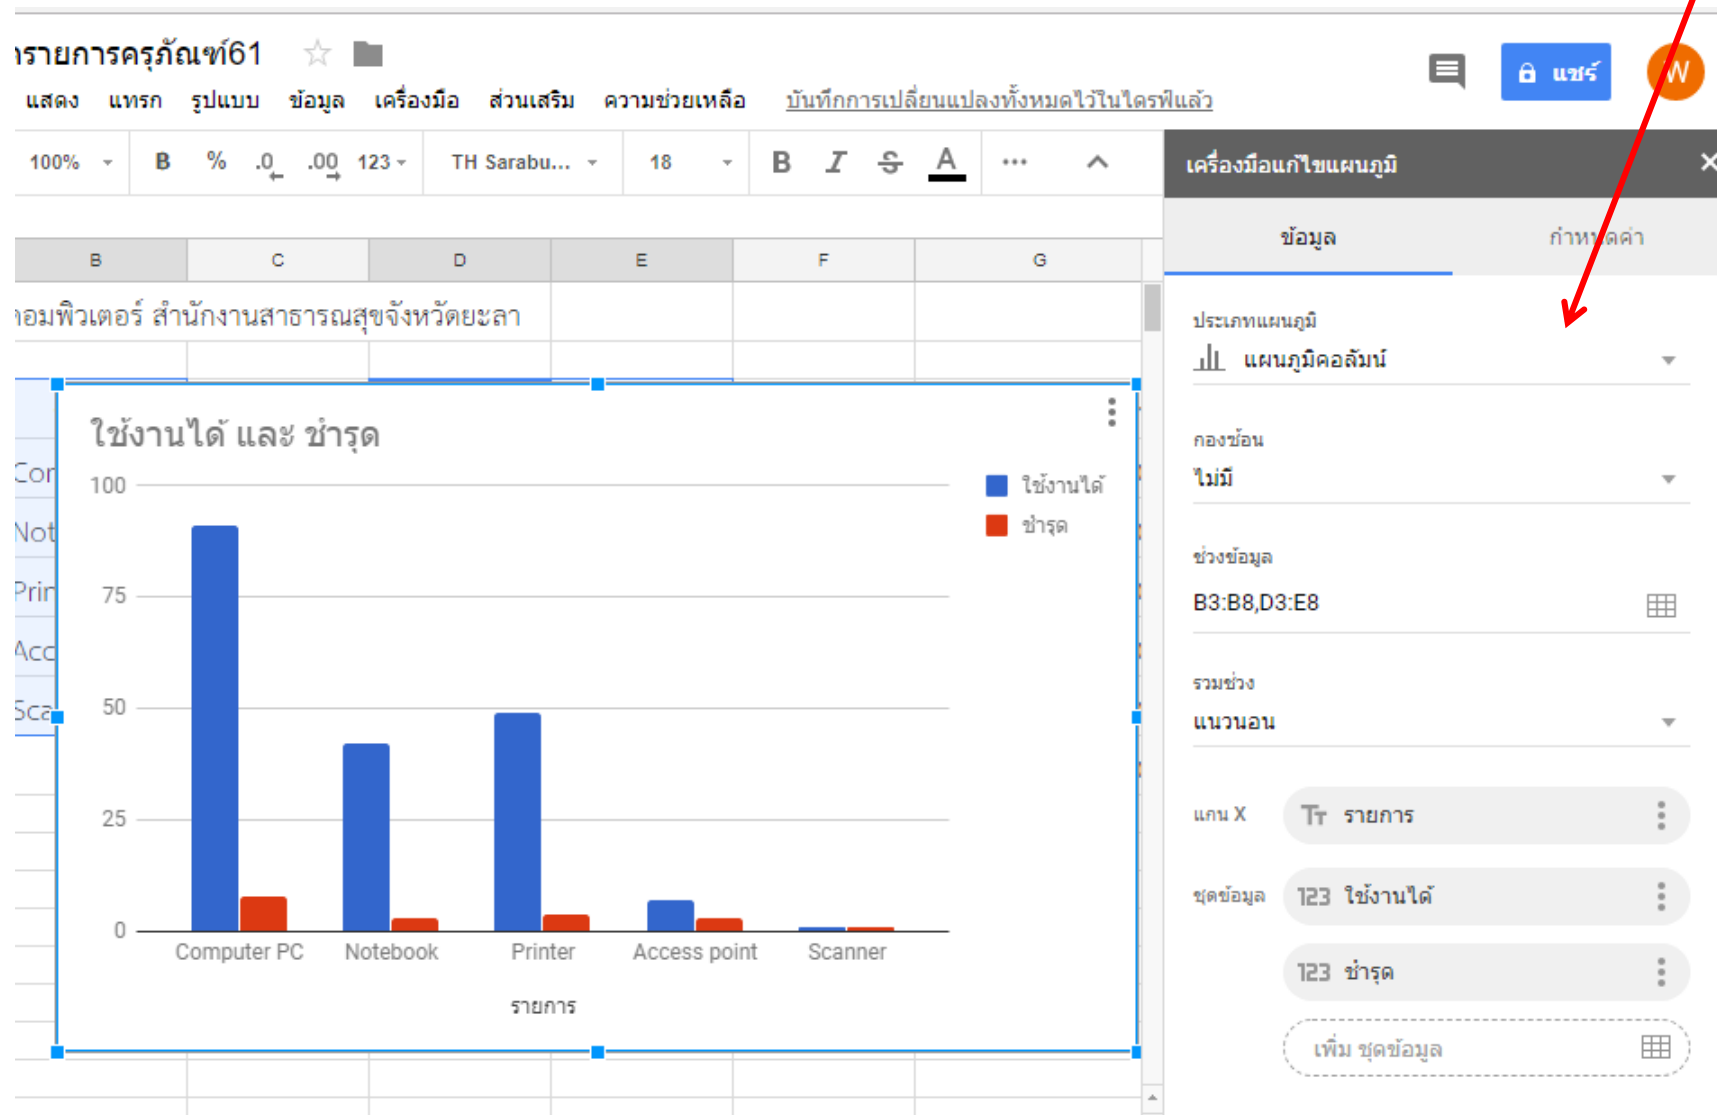 รายการครุภัณฑ์61
แสดง แทรก รูปแบบ ข้อมูล เครื่องมือ ส่วนเสริม ความช่วยเหลือ บันทึกการเปลี่ยนแปลงทั้งหมดไว้ในไดรฟ์แล้ว
แชร์
W
100% B % .0 .00 123 TH Sarabu... 18 B I S A ...
เครื่องมือแก้ไขแผนภูมิ
ข้อมูล กำหนดค่า
B C D E F G
คอมพิวเตอร์ สำนักงานสาธารณสุขจังหวัดยะลา
Cor
Not
Prin
Acc
Sca
ใช้งานได้ และ ชำรุด
100
75
50
25
0
ใช้งานได้
ชำรุด
Computer PC Notebook Printer Access point Scanner
รายการ
ประเภทแผนภูมิ
แผนภูมิคอลัมน์
กองซ้อน
ไม่มี
ช่วงข้อมูล
B3:B8,D3:E8
รวมช่วง
แนวนอน
แกน X Tт รายการ
ชุดข้อมูล 123 ใช้งานได้
123 ชำรุด
เพิ่ม ชุดข้อมูล